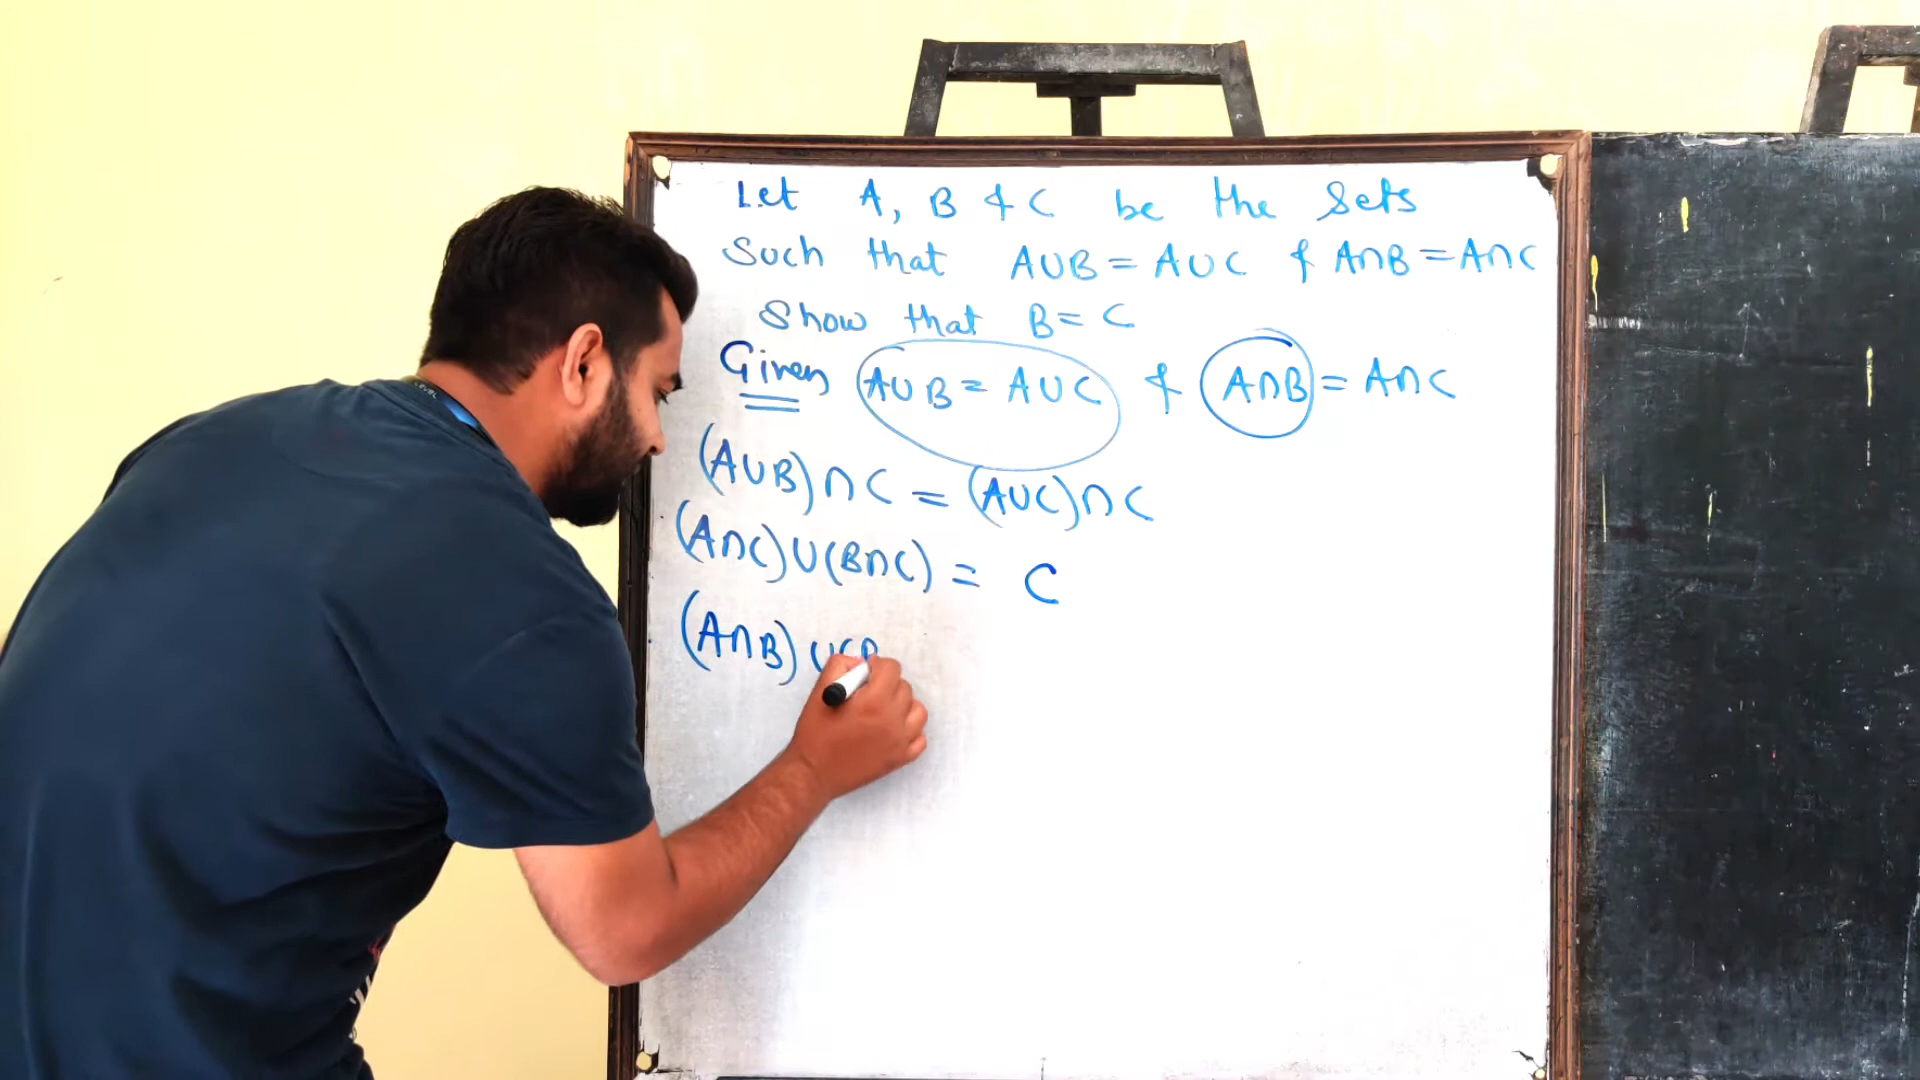 Let A, B & C be the Sets
Such that A∪B = A∪C & A∩B = A∩C
Show that B = C
Given A∪B = A∪C & A∩B = A∩C
(A∪B)∩C = (A∪C)∩C
(A∩C)∪(B∩C) = C
(A∩B)∪(B